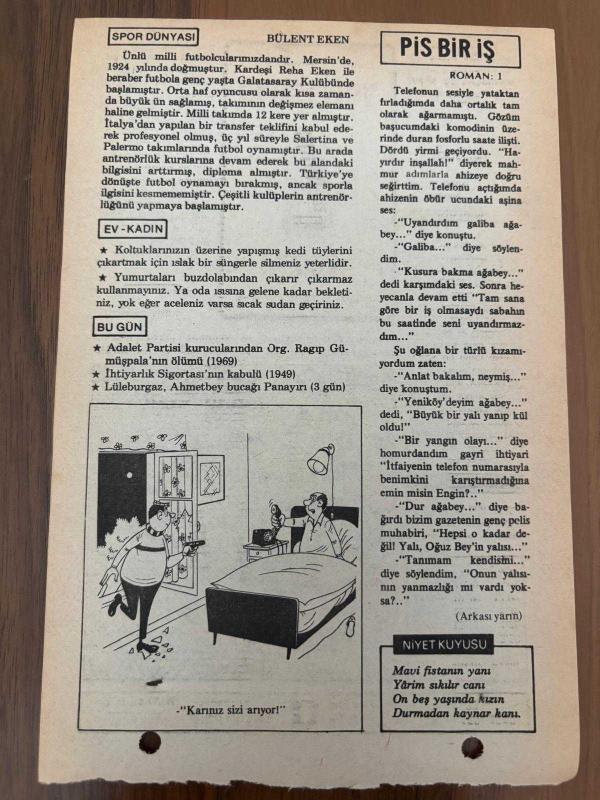 SPOR DÜNYASI
BÜLENT EKEN
Ünlü milli futbolcularımızdandır. Mersin'de,
1924 yılında doğmuştur. Kardeşi Reha Eken ile
beraber futbola genç yaşta Galatasaray Kulübünde
başlamıştır. Orta haf oyuncusu olarak kısa zaman-
da büyük ün sağlamış, takımının değişmez elemanı
haline gelmiştir. Milli takımda 12 kere yer almıştır.
İtalya'dan yapılan bir transfer teklifini kabul ede-
rek profesyonel olmuş, üç yıl süreyle Salertina ve
Palermo takımlarında futbol oynamıştır. Bu arada
antrenörlük kurslarına devam ederek bu alandaki
bilgisini arttırmış, diploma almıştır. Türkiye'ye
dönüşte futbol oynamayı bırakmış, ancak sporla
ilgisini kesmememiştir. Çeşitli kulüplerin antrenör-
lüğünü yapmaya başlamıştır.
EV - KADIN
★ Koltuklarınızın üzerine yapışmış kedi tüylerini
çıkartmak için ıslak bir süngerle silmeniz yeterlidir.
★ Yumurtaları buzdolabından çıkarır çıkarmaz
kullanmayınız. Ya oda ısısına gelene kadar bekleti-
niz, yok eğer aceleniz varsa sıcak sudan geçiriniz.
BU GÜN
★ Adalet Partisi kurucularından Org. Ragıp Gü-
müşpala'nın ölümü (1969)
★ İhtiyarlık Sigortası'nın kabulü (1949)
★ Lüleburgaz, Ahmetbey bucağı Panayırı (3 gün)
-"Karınız sizi arıyor!"
PİS BİR İŞ
ROMAN: 1
Telefonun sesiyle yataktan
fırladığımda daha ortalık tam
olarak ağarmamıştı. Gözüm
başucumdaki komodinin üze-
rinde duran fosforlu saate ilişti.
Dördü yirmi geçiyordu. "Ha-
yırdır inşallah!" diyerek mah-
mur adımlarla ahizeye doğru
seğirttim. Telefonu açtığımda
ahizenin öbür ucundaki aşina
ses:
-"Uyandırdım galiba ağa-
bey..." diye konuştu.
-"Galiba..." diye söylen-
dim.
"Kusura bakma ağabey..."
dedi karşımdaki ses. Sonra he-
yecanla devam etti "Tam sana
göre bir iş olmasaydı sabahın
bu saatinde seni uyandırmaz-
dım..."
Şu oğlana bir türlü kızamı-
yordum zaten:
-"Anlat bakalım, neymiş..."
diye konuştum.
-"Yeniköy'deyim ağabey..."
dedi, "Büyük bir yalı yanıp kül
oldu!"
-"Bir yangın olayı..." diye
homurdandım gayri ihtiyari
"İtfaiyenin telefon numarasıyla
benimkini karıştırmadığına
emin misin Engin?.."
-"Dur ağabey..." diye ba-
ğırdı bizim gazetenin genç polis
muhabiri, "Hepsi o kadar de-
ğil! Yalı, Oğuz Bey'in yalısı..."
-"Tanımam kendisini..."
diye söylendim, "Onun yalısı-
nın yanmazlığı mı vardı yok-
sa?.."
(Arkası yarın)
NİYET KUYUSU
Mavi fistanın yanı
Yârim sıkılır canı
On beş yaşında kızın
Durmadan kaynar kanı.